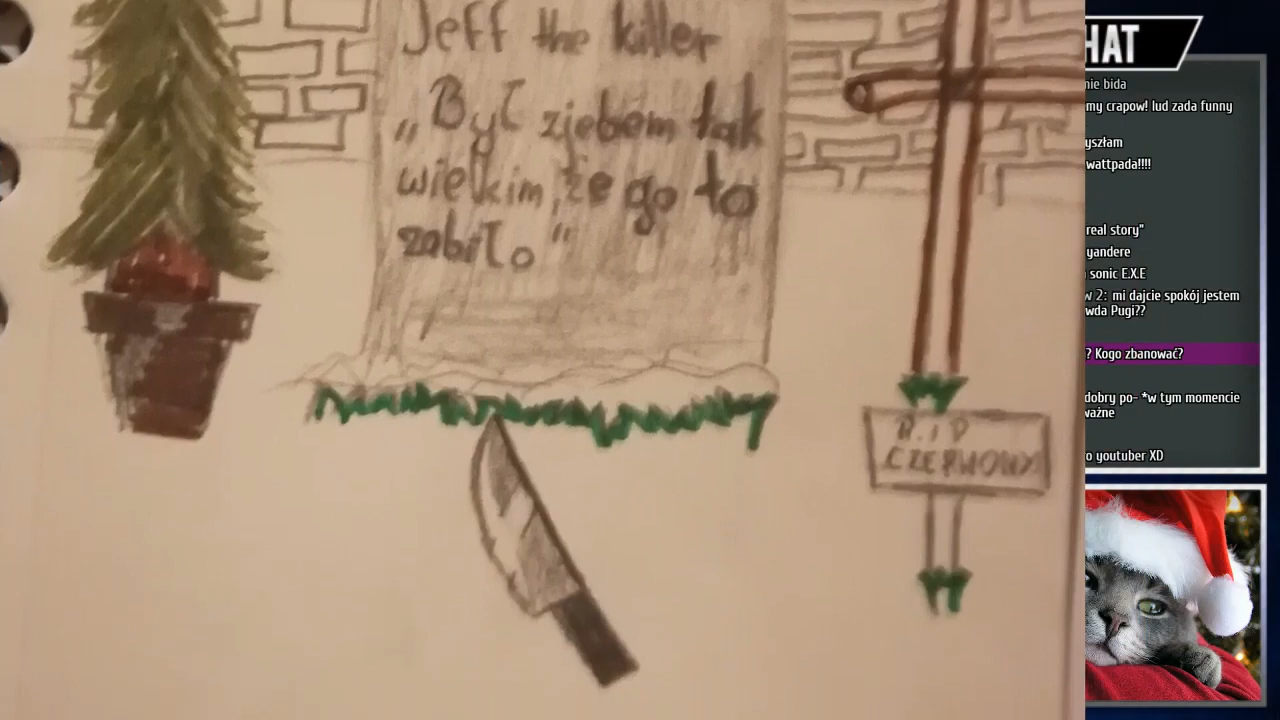 Jeff the killer
„Był zjebem tak
wielkim, że go to
zabiło"
R.I.P
CZERWONY
HAT
nie bida
my crapow! lud zada funny
yszłam
wattpada!!!!
real story"
yandere
sonic E.X.E
w 2: mi dajcie spokój jestem
wda Pugi??
? Kogo zbanować?
dobry po- *w tym momencie
ważne
o youtuber XD